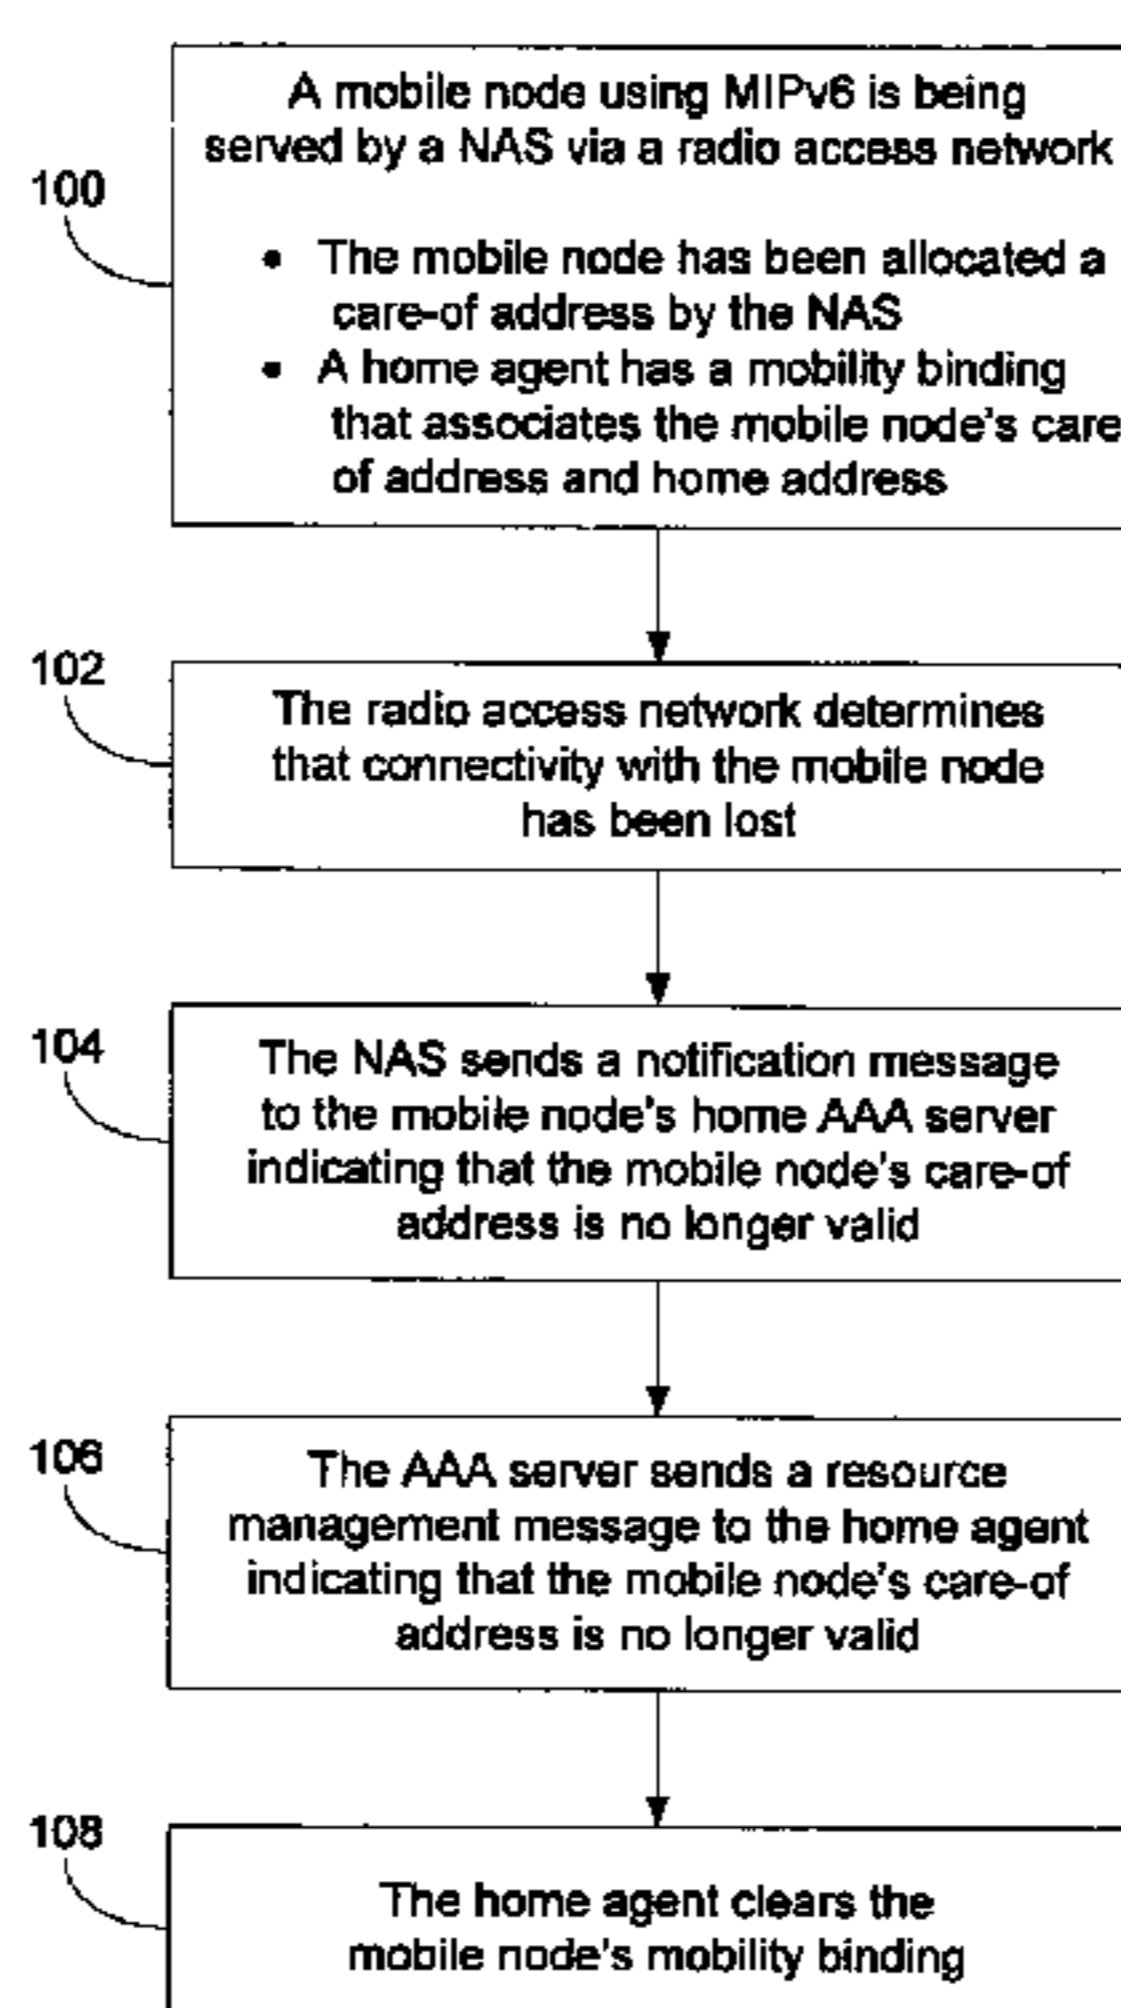 A mobile node using MIPv6 is being
served by a NAS via a radio access network
100
• The mobile node has been allocated a
care-of address by the NAS
• A home agent has a mobility binding
that associates the mobile node's care
of address and home address
102
The radio access network determines
that connectivity with the mobile node
has been lost
104
The NAS sends a notification message
to the mobile node's home AAA server
indicating that the mobile node's care-of
address is no longer valid
106
The AAA server sends a resource
management message to the home agent
indicating that the mobile node's care-of
address is no longer valid
108
The home agent clears the
mobile node's mobility binding